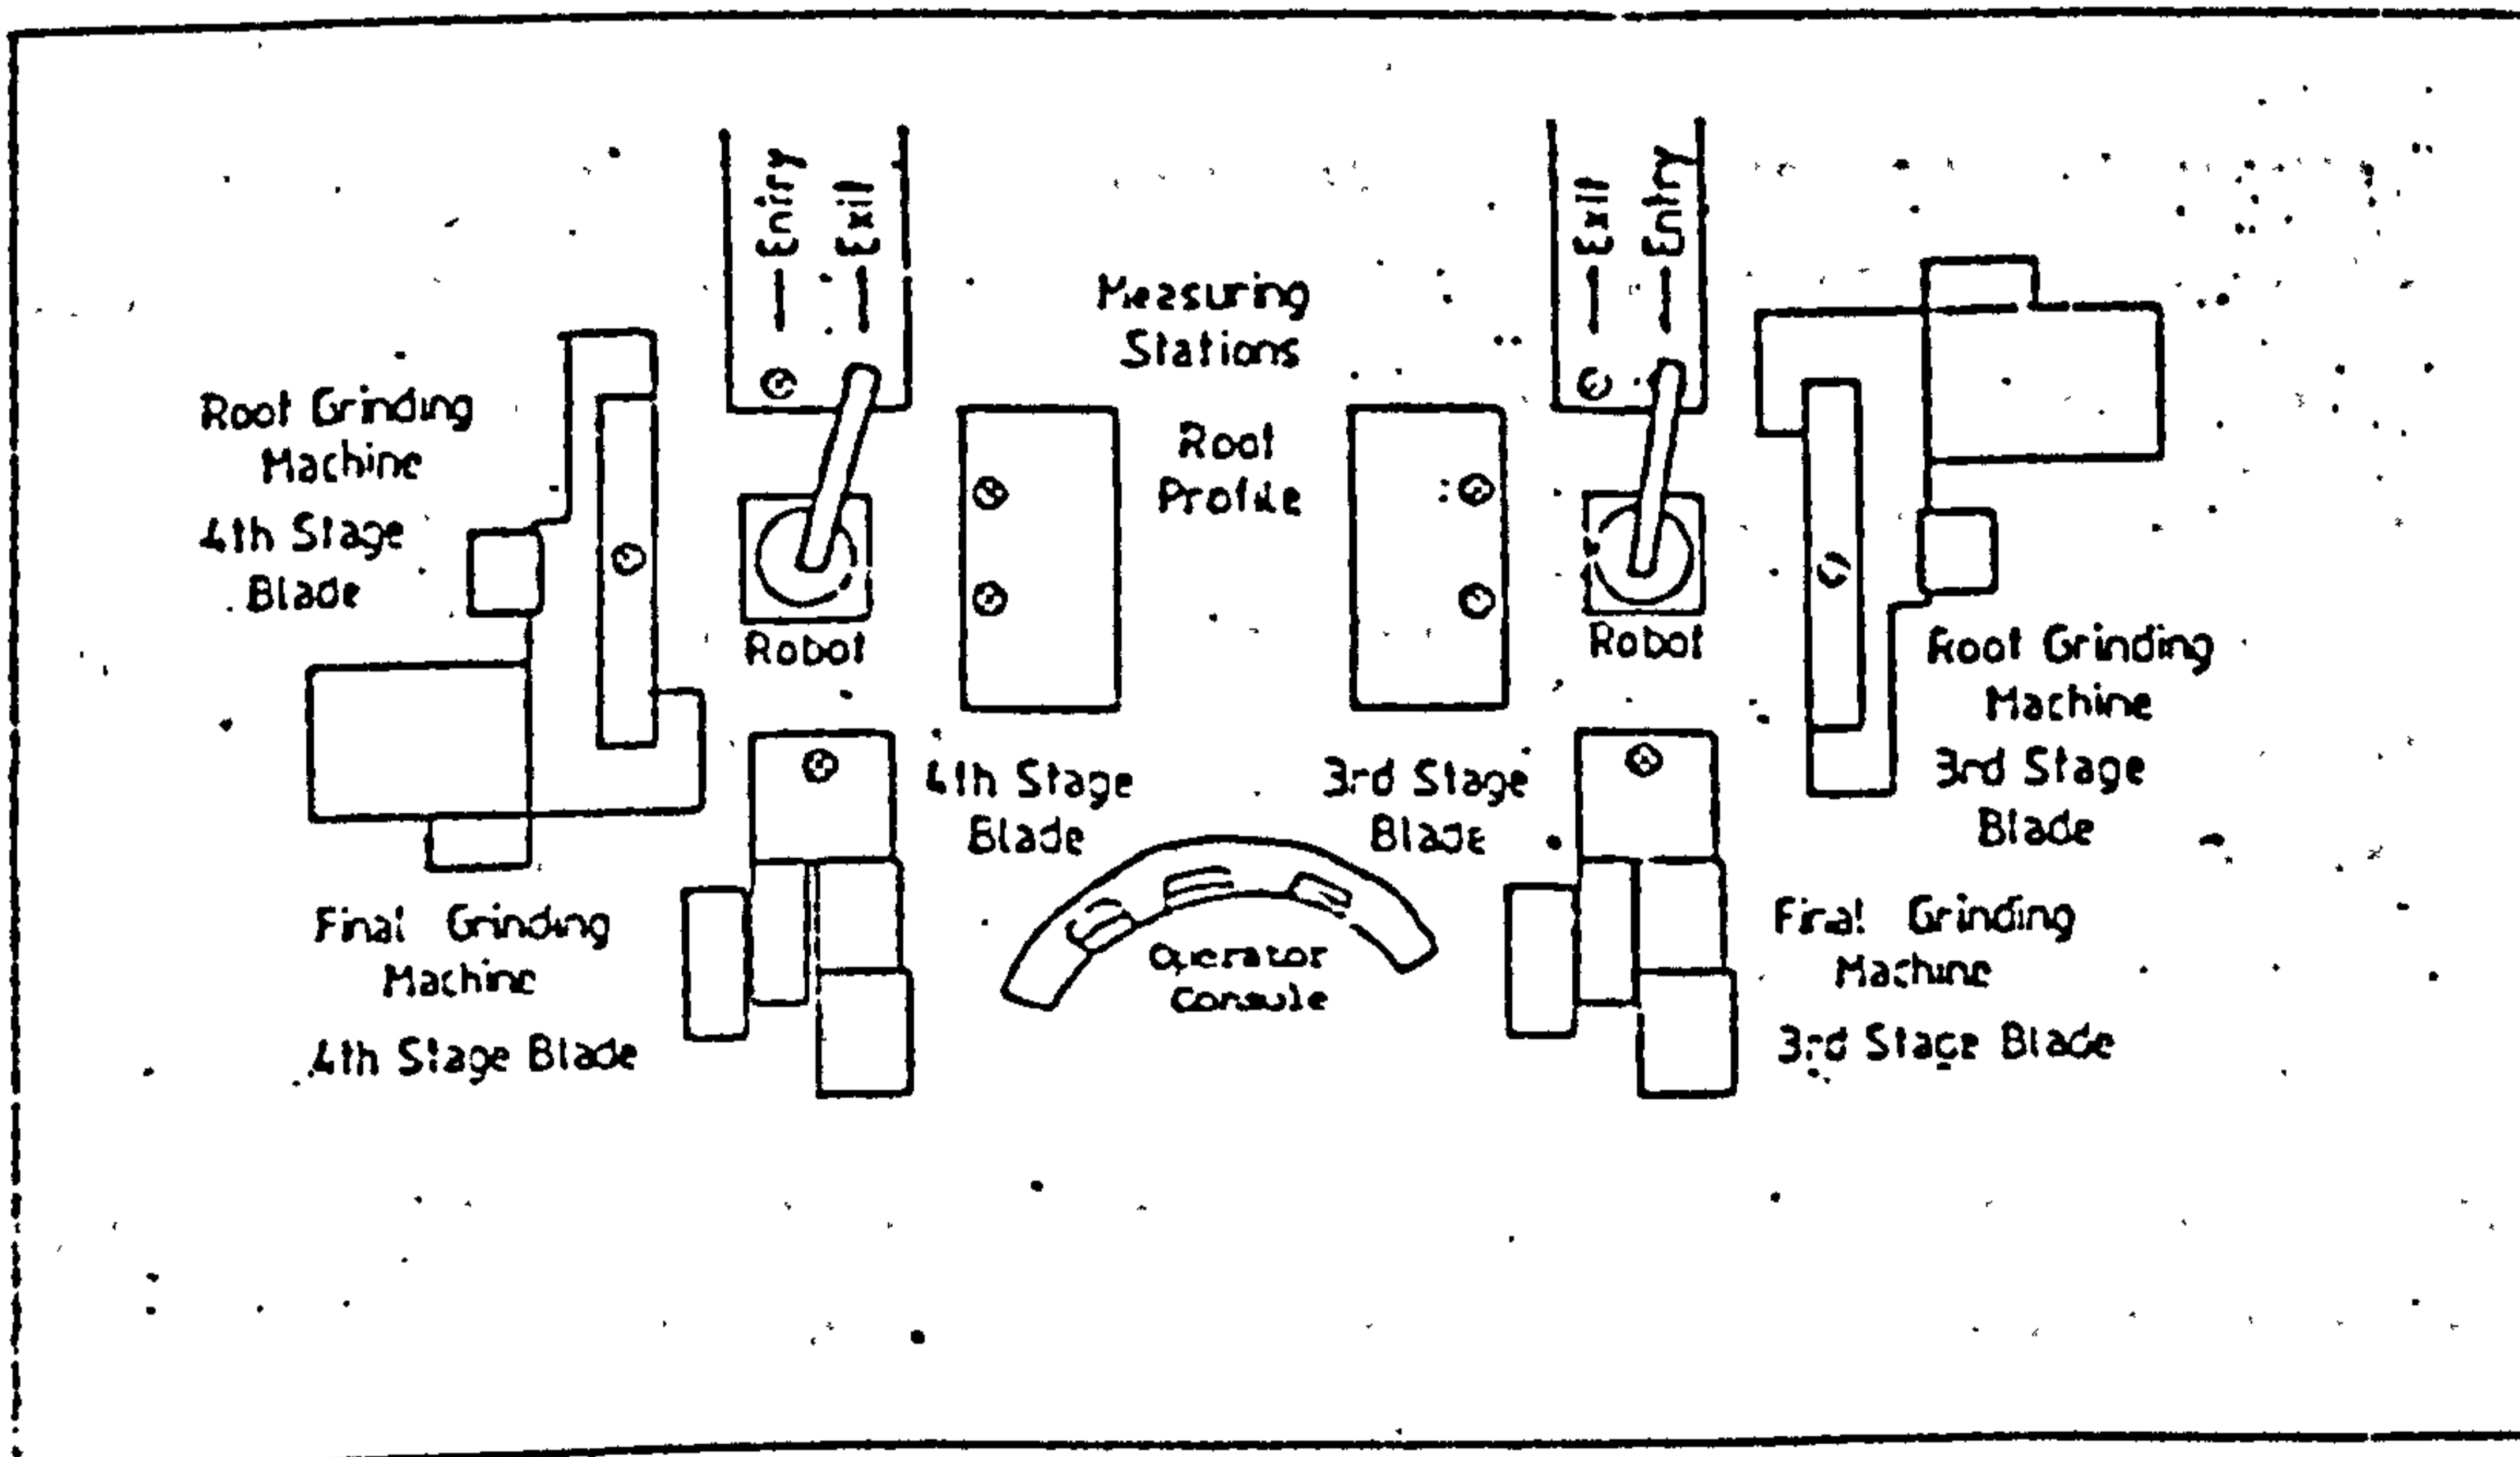 Entry
Exit
Exit
Entry
Measuring
Stations
Root Grinding
Machine
4th Stage
Blade
Root
Profile
Robot
Robot
Root Grinding
Machine
3rd Stage
Blade
4th Stage
Blade
3rd Stage
Blade
Final Grinding
Machine
4th Stage Blade
Operator
Console
Final Grinding
Machine
3rd Stage Blade